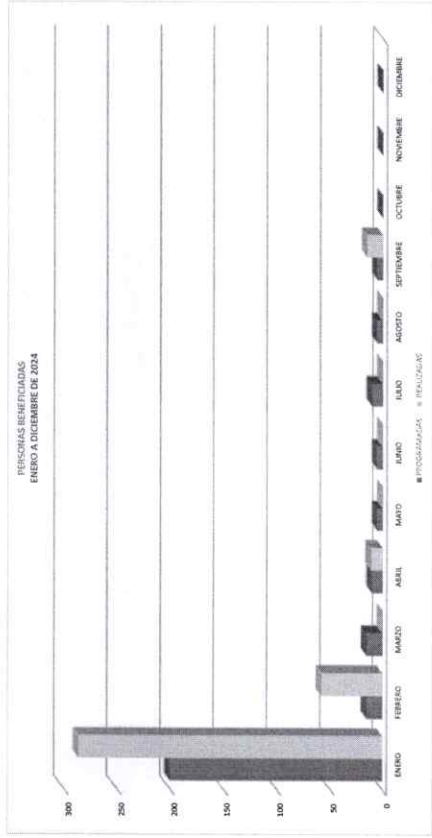 PERSONAS BENEFICIADAS
ENERO A DICIEMBRE DE 2024
300
250
200
150
100
50
0
ENERO
FEBRERO
MARZO
ABRIL
MAYO
JUNIO
JULIO
AGOSTO
SEPTIEMBRE
OCTUBRE
NOVIEMBRE
DICIEMBRE
PROGRAMADAS
REALIZADAS